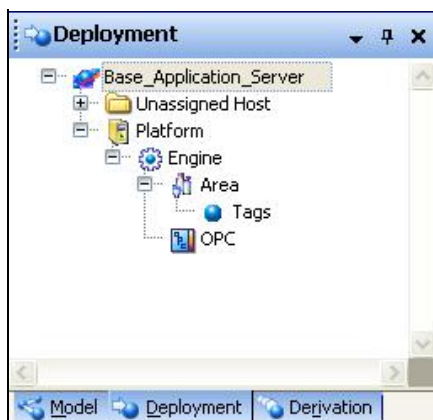 Deployment
Base_Application_Server
Unassigned Host
Platform
Engine
Area
Tags
OPC
Model Deployment Derivation